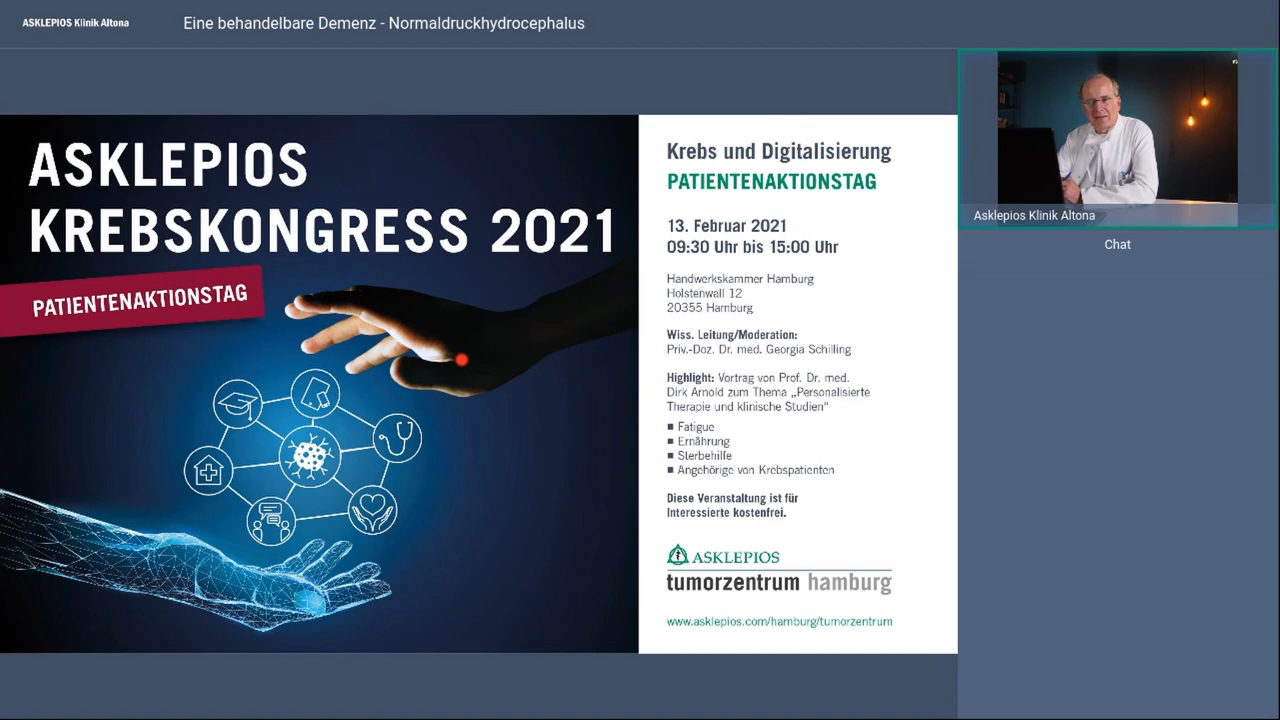 ASKLEPIOS Klinik Altona
Eine behandelbare Demenz - Normaldruckhydrocephalus
ASKLEPIOS
KREBSKONGRESS 2021
PATIENTENAKTIONSTAG
Krebs und Digitalisierung
PATIENTENAKTIONSTAG
13. Februar 2021
09:30 Uhr bis 15:00 Uhr
Handwerkskammer Hamburg
Holstenwall 12
20355 Hamburg
Wiss. Leitung/Moderation:
Priv.-Doz. Dr. med. Georgia Schilling
Highlight: Vortrag von Prof. Dr. med.
Dirk Arnold zum Thema „Personalisierte
Therapie und klinische Studien“
■ Fatigue
■ Ernährung
■ Sterbehilfe
■ Angehörige von Krebspatienten
Diese Veranstaltung ist für
Interessierte kostenfrei.
ASKLEPIOS
tumorzentrum hamburg
www.asklepios.com/hamburg/tumorzentrum
Asklepios Klinik Altona
Chat